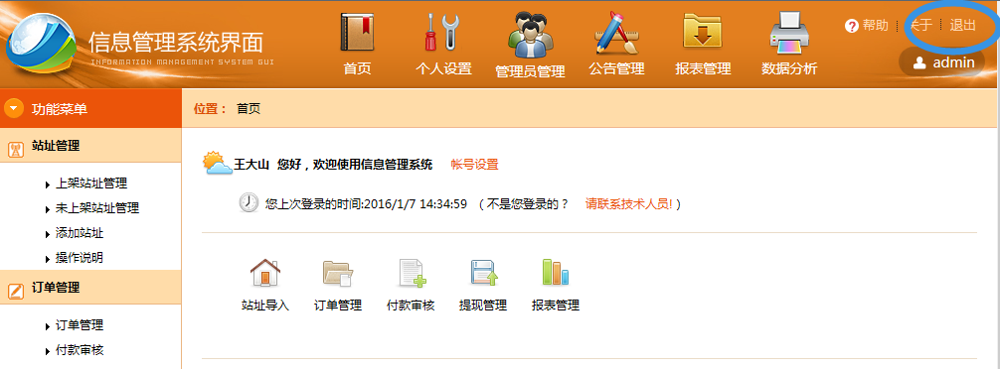 信息管理系统界面
INFORMATION MANAGEMENT SYSTEM GUI
首页 个人设置 管理员管理 公告管理 报表管理 数据分析
帮助 关于 退出
admin
功能菜单
位置： 首页
站址管理
上架站址管理
未上架站址管理
添加站址
操作说明
订单管理
订单管理
付款审核
王大山 您好，欢迎使用信息管理系统 帐号设置
您上次登录的时间:2016/1/7 14:34:59 （不是您登录的？ 请联系技术人员!）
站址导入 订单管理 付款审核 提现管理 报表管理